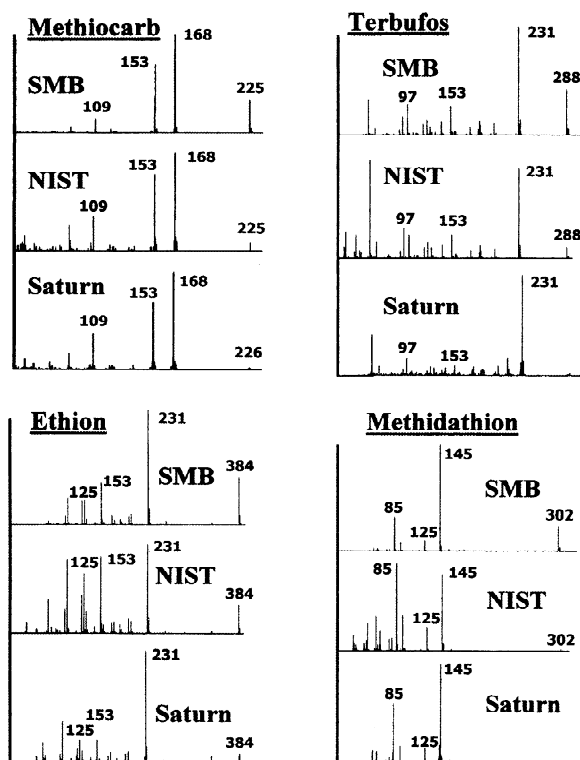 Methiocarb
168
153
SMB
109
225
NIST
153
168
109
225
Saturn
153
168
109
226
Terbufos
231
SMB
97
153
288
NIST
231
97
153
288
Saturn
231
97
153
Ethion
231
SMB
125
153
384
NIST
231
125
153
384
231
Saturn
125
153
384
Methidathion
145
SMB
85
125
302
85
145
NIST
125
302
145
85
Saturn
125